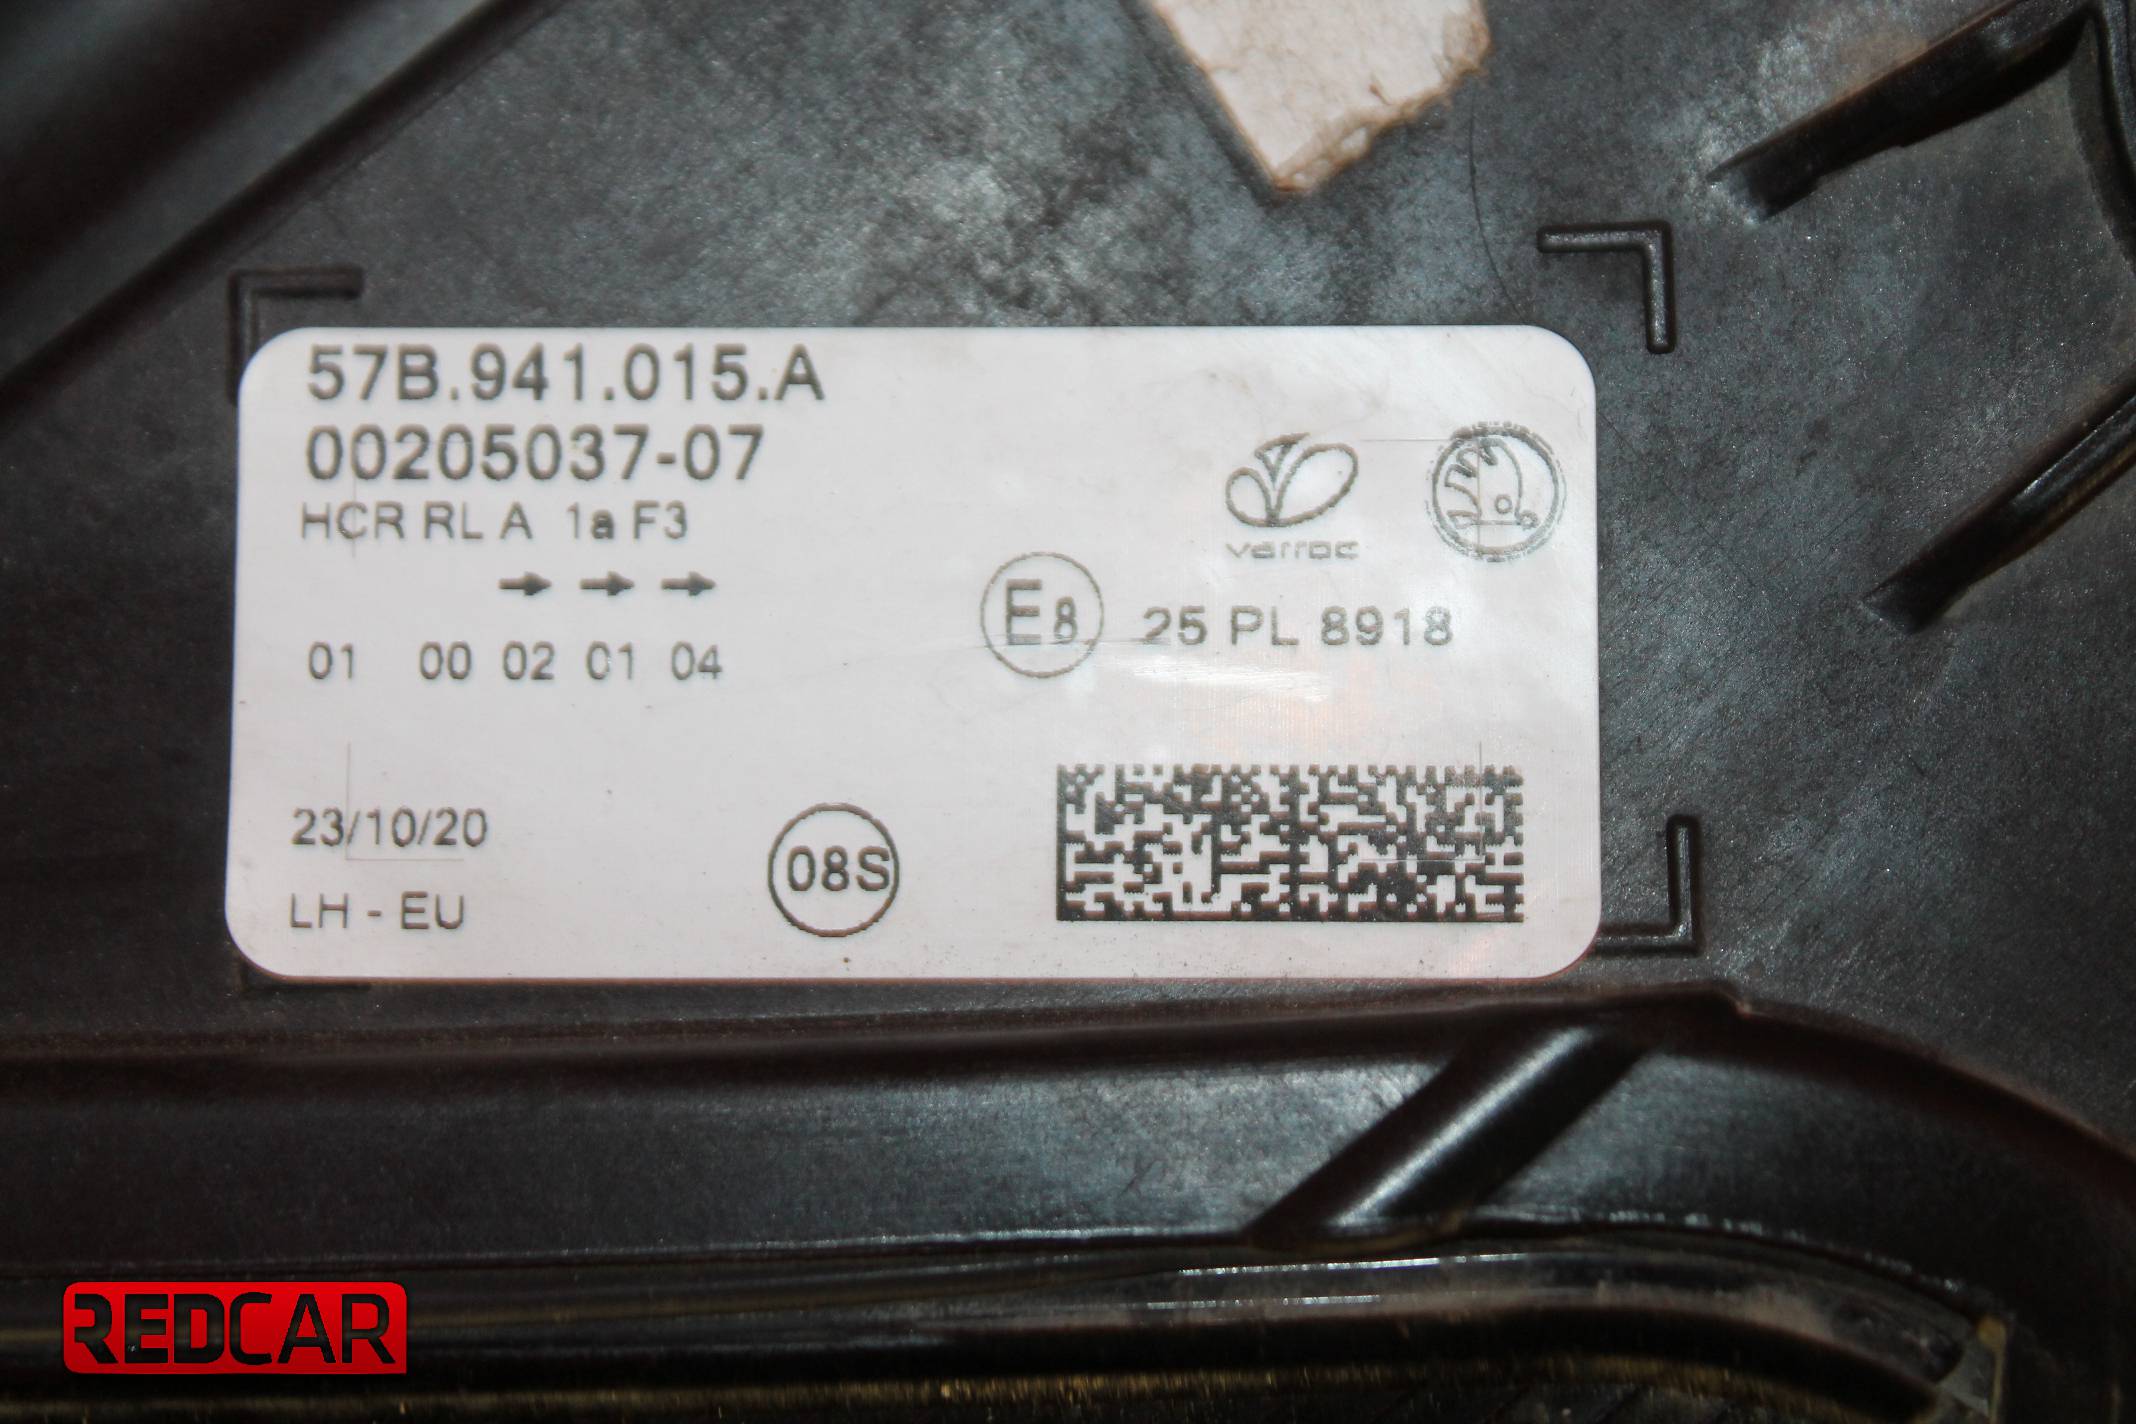 57B.941.015.A
00205037-07
HCR RL A 1a F3
01 00 02 01 04
varroc
E8 25 PL 8918
23/10/20
08S
LH - EU
REDCAR